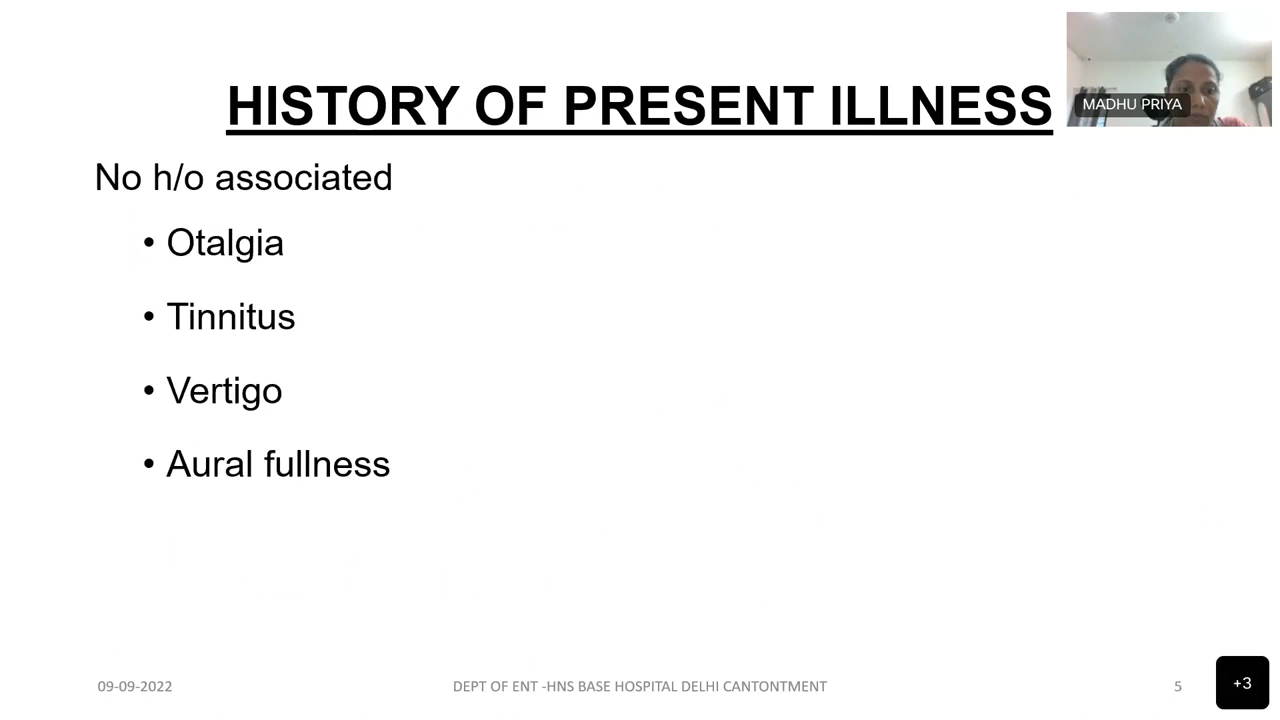 HISTORY OF PRESENT ILLNESS
MADHU PRIYA
No h/o associated
• Otalgia
• Tinnitus
• Vertigo
• Aural fullness
09-09-2022
DEPT OF ENT -HNS BASE HOSPITAL DELHI CANTONTMENT
5
+3